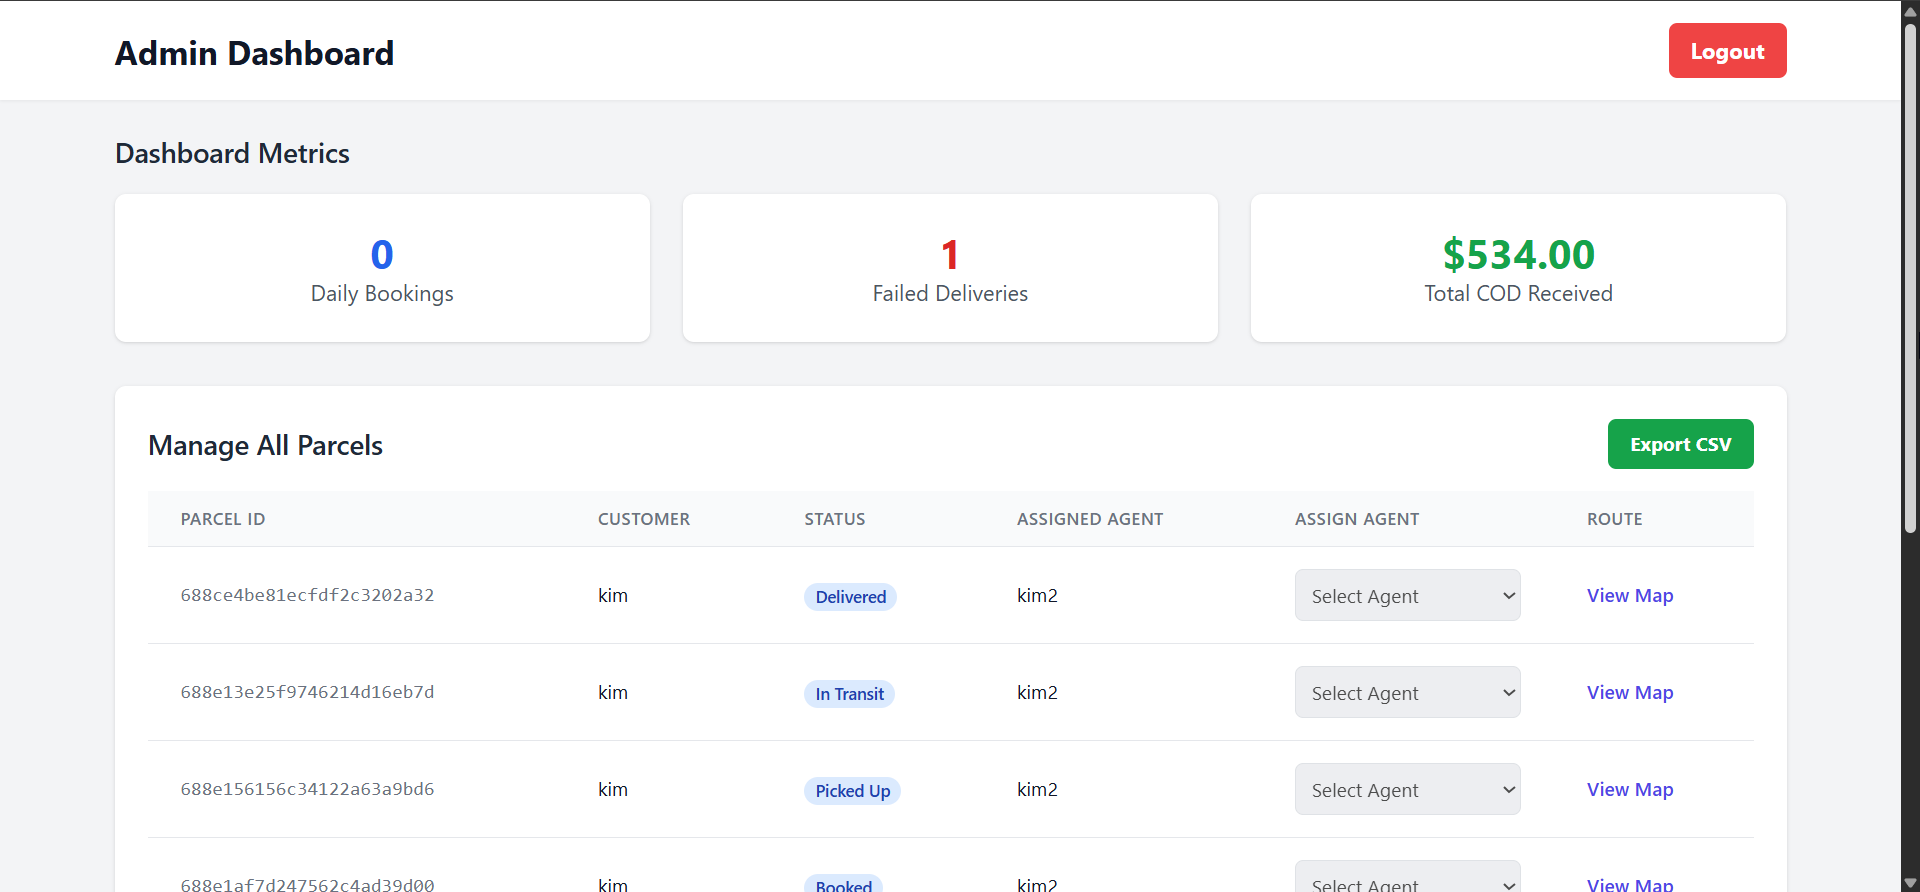 Admin Dashboard
Logout
Dashboard Metrics
0
Daily Bookings
1
Failed Deliveries
$534.00
Total COD Received
Manage All Parcels
Export CSV
PARCEL ID CUSTOMER STATUS ASSIGNED AGENT ASSIGN AGENT ROUTE
688ce4be81ecfdf2c3202a32 kim Delivered kim2 Select Agent View Map
688e13e25f9746214d16eb7d kim In Transit kim2 Select Agent View Map
688e156156c34122a63a9bd6 kim Picked Up kim2 Select Agent View Map
688e1af7d247562c4ad39d00 kim Booked kim2 Select Agent View Map